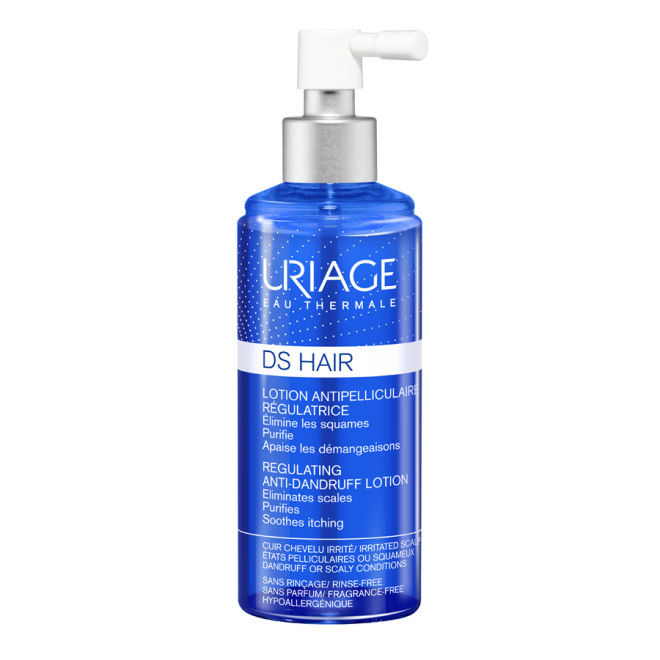 URIAGE
EAU THERMALE
DS HAIR
LOTION ANTIPELLICULAIRE
RÉGULATRICE
Élimine les squames
Purifie
Apaise les démangeaisons
REGULATING
ANTI-DANDRUFF LOTION
Eliminates scales
Purifies
Soothes itching
CUIR CHEVELU IRRITÉ/ IRRITATED SCALP
ÉTATS PELLICULAIRES OU SQUAMEUX
DANDRUFF OR SCALY CONDITIONS
SANS RINÇAGE/ RINSE-FREE
SANS PARFUM/ FRAGRANCE-FREE
HYPOALLERGÉNIQUE